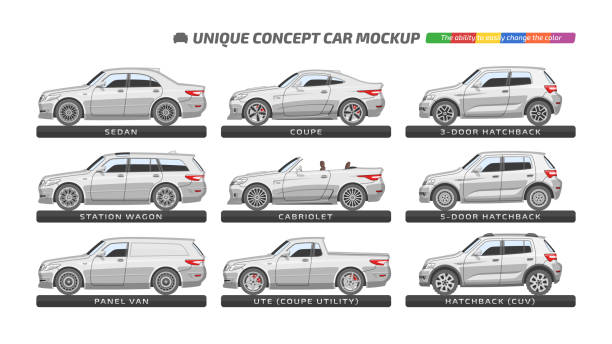 UNIQUE CONCEPT CAR MOCKUP
The ability to easily change the color
SEDAN
COUPE
3-DOOR HATCHBACK
STATION WAGON
CABRIOLET
5-DOOR HATCHBACK
PANEL VAN
UTE (COUPE UTILITY)
HATCHBACK (CUV)